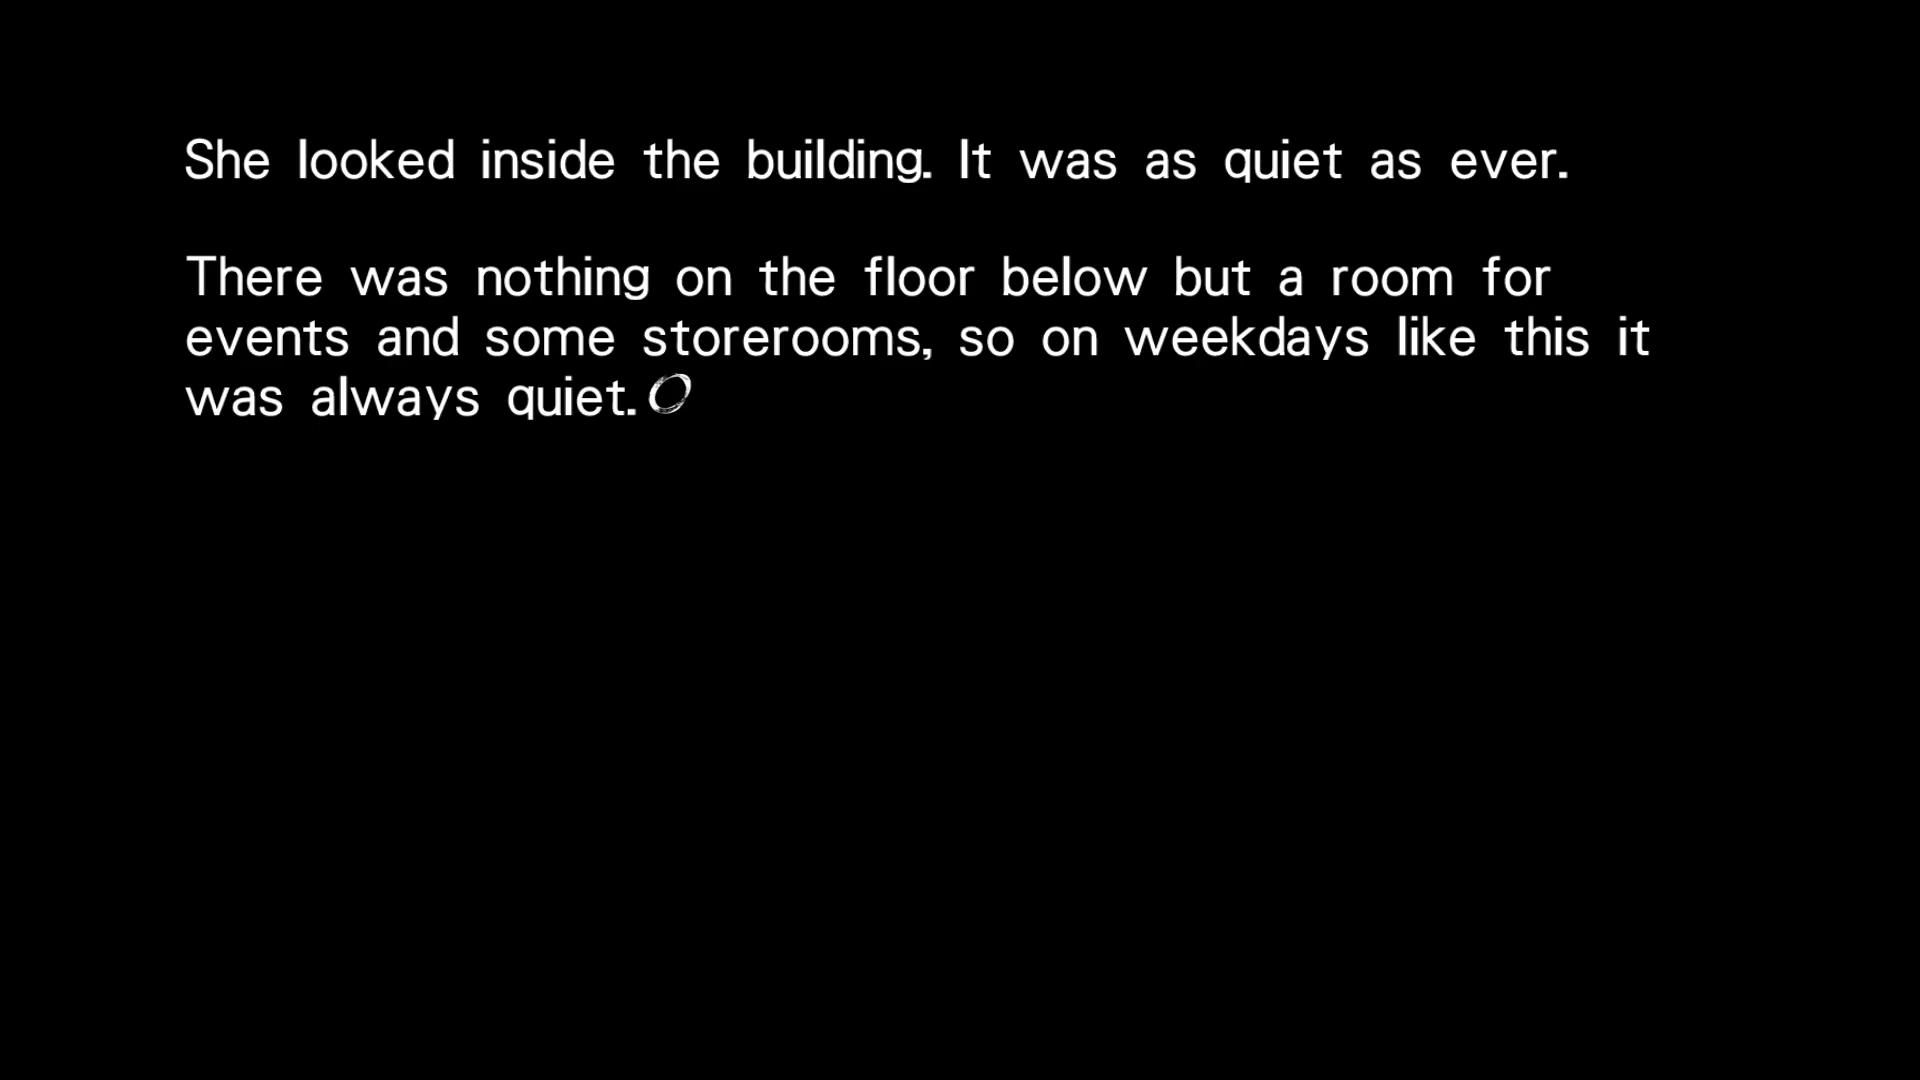 She looked inside the building. It was as quiet as ever.
There was nothing on the floor below but a room for
events and some storerooms, so on weekdays like this it
was always quiet.